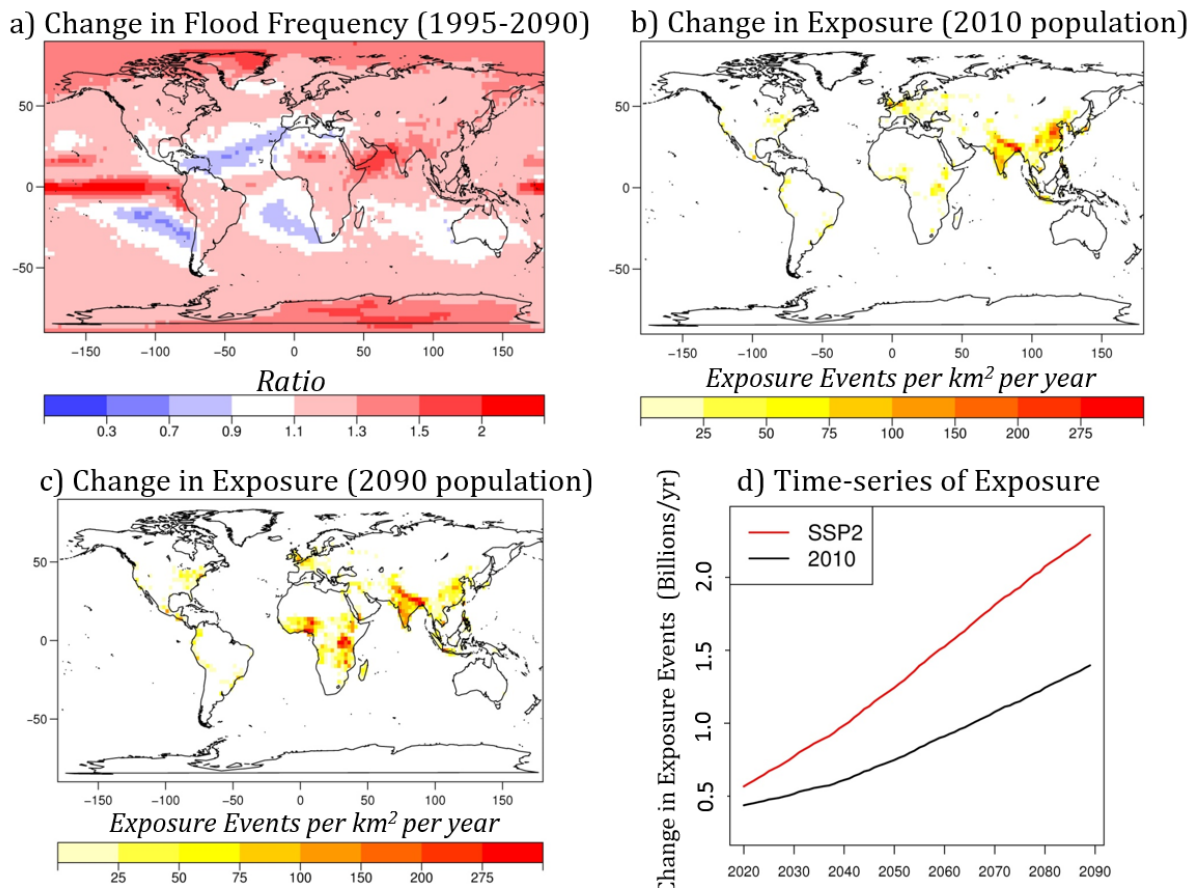 a) Change in Flood Frequency (1995-2090)
50
0
−50
−150 −100 −50 0 50 100 150
Ratio
0.3 0.7 0.9 1.1 1.3 1.5 2
b) Change in Exposure (2010 population)
50
0
−50
−150 −100 −50 0 50 100 150
Exposure Events per km² per year
25 50 75 100 150 200 275
c) Change in Exposure (2090 population)
50
0
−50
−150 −100 −50 0 50 100 150
Exposure Events per km² per year
25 50 75 100 150 200 275
d) Time-series of Exposure
Change in Exposure Events (Billions/yr)
SSP2
2010
2.0
1.5
1.0
0.5
2020 2030 2040 2050 2060 2070 2080 2090